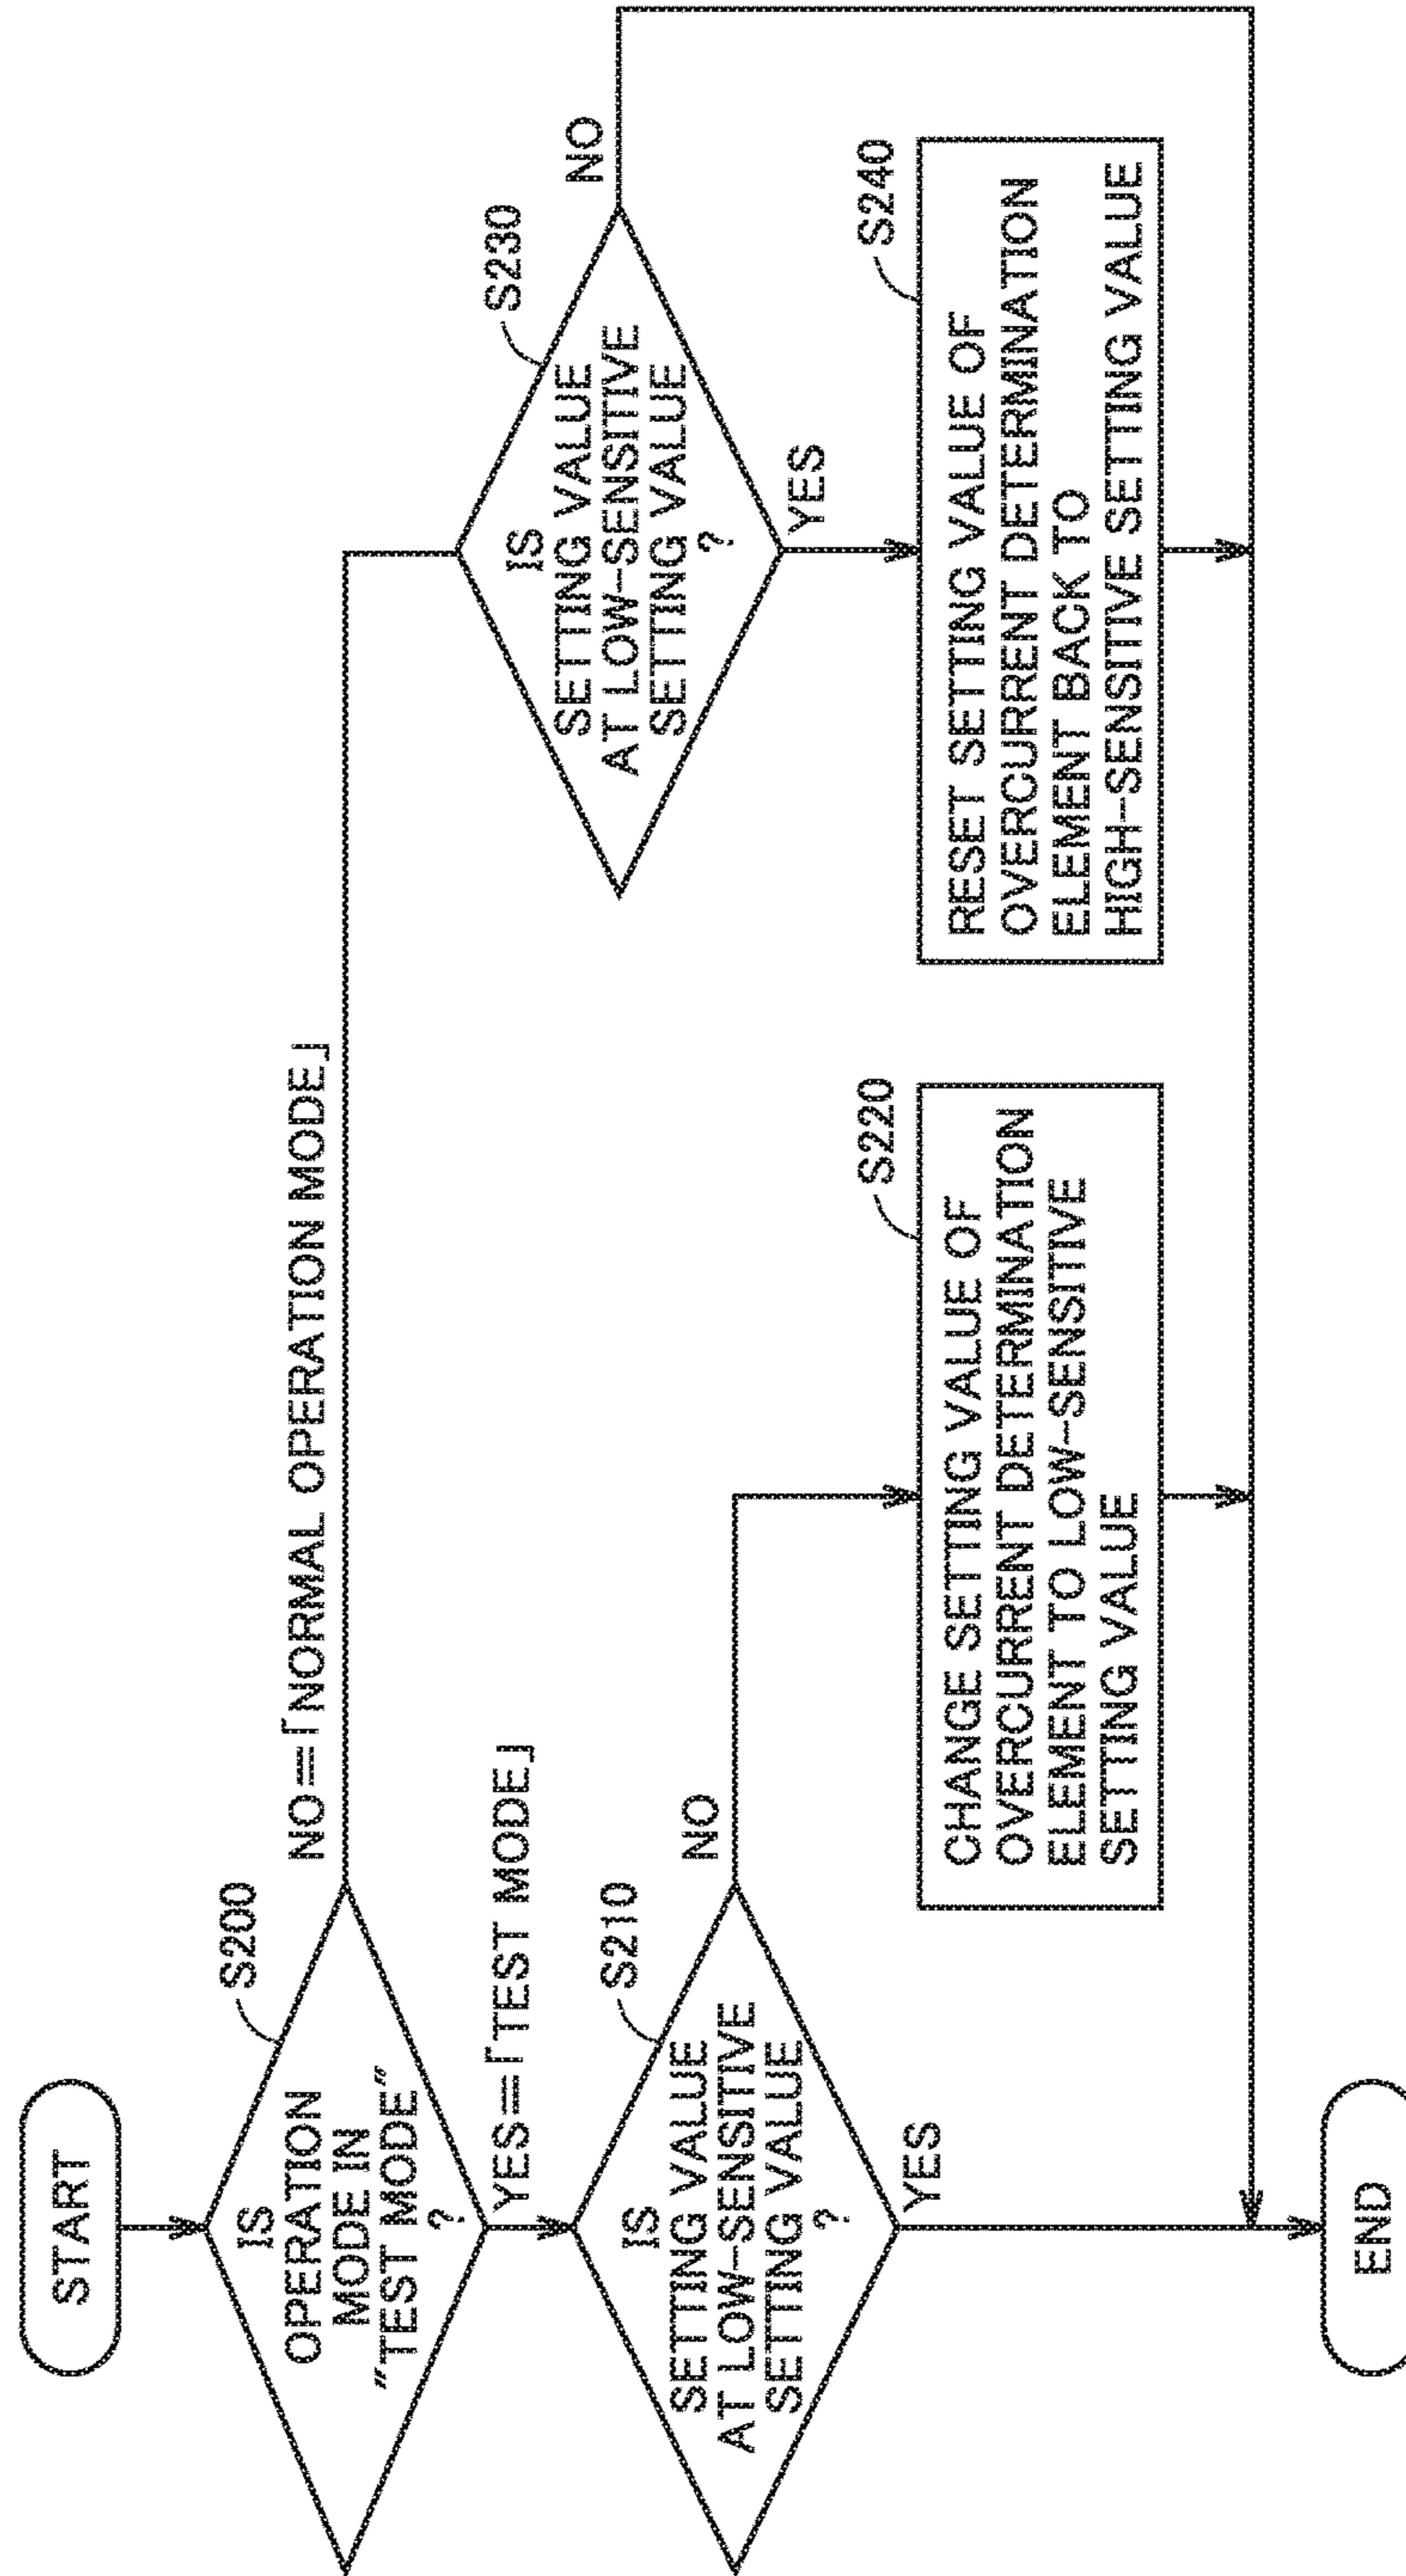 START
S200
IS
OPERATION
MODE IN
"TEST MODE"
?
NO=「NORMAL OPERATION MODE」
YES=「TEST MODE」
S210
IS
SETTING VALUE
AT LOW-SENSITIVE
SETTING VALUE
?
NO
YES
S220
CHANGE SETTING VALUE OF
OVERCURRENT DETERMINATION
ELEMENT TO LOW-SENSITIVE
SETTING VALUE
S230
IS
SETTING VALUE
AT LOW-SENSITIVE
SETTING VALUE
?
NO
YES
S240
RESET SETTING VALUE OF
OVERCURRENT DETERMINATION
ELEMENT BACK TO
HIGH-SENSITIVE SETTING VALUE
END